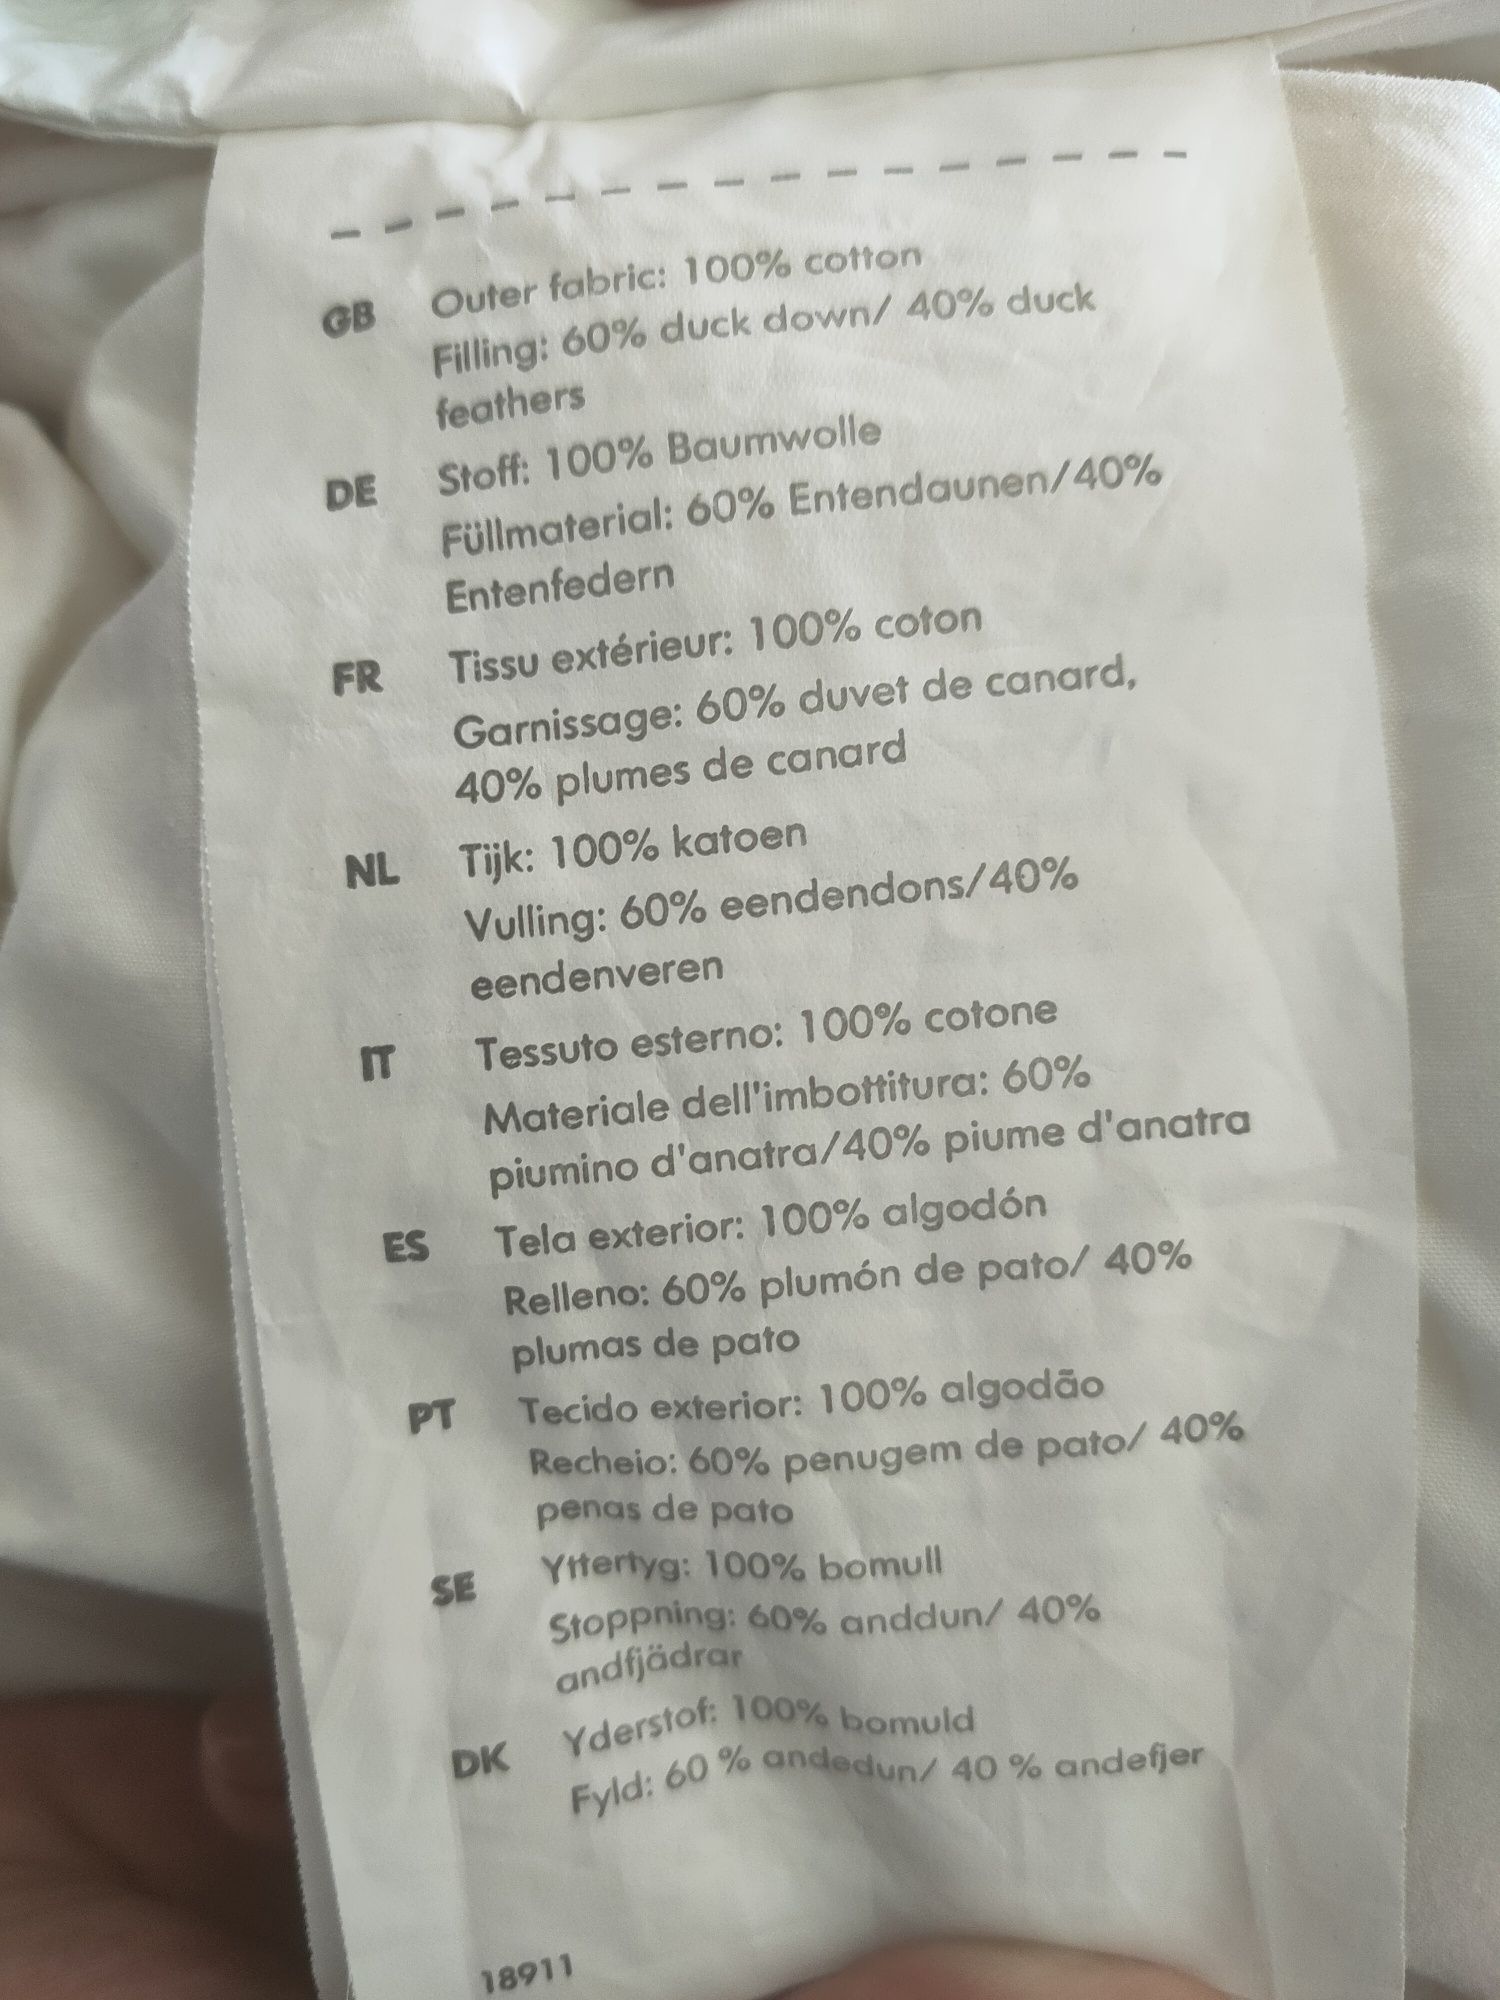 GB Outer fabric: 100% cotton
Filling: 60% duck down/ 40% duck
feathers
DE Stoff: 100% Baumwolle
Füllmaterial: 60% Entendaunen/40%
Entenfedern
FR Tissu extérieur: 100% coton
Garnissage: 60% duvet de canard,
40% plumes de canard
NL Tijk: 100% katoen
Vulling: 60% eendendons/40%
eendenveren
IT Tessuto esterno: 100% cotone
Materiale dell'imbottitura: 60%
piumino d'anatra/40% piume d'anatra
ES Tela exterior: 100% algodón
Relleno: 60% plumón de pato/ 40%
plumas de pato
PT Tecido exterior: 100% algodão
Recheio: 60% penugem de pato/ 40%
penas de pato
SE Yttertyg: 100% bomull
Stoppning: 60% anddun/ 40%
andfjädrar
DK Yderstof: 100% bomuld
Fyld: 60 % andedun/ 40 % andefjer
18911